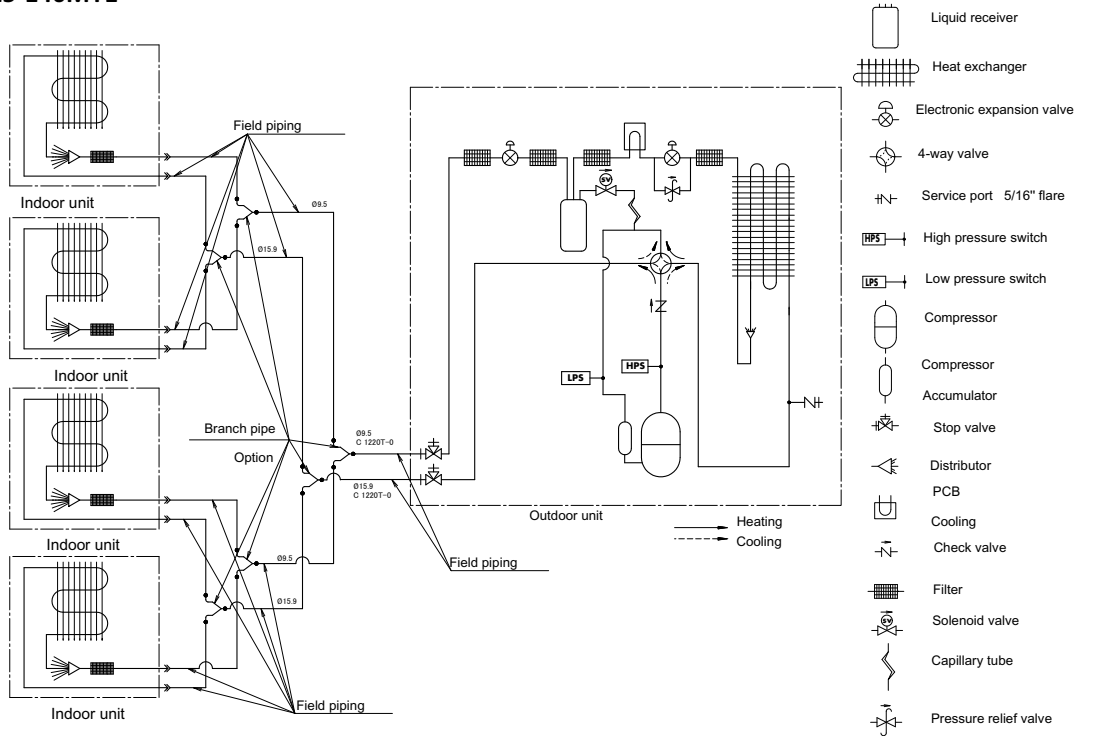 Liquid receiver
Heat exchanger
Electronic expansion valve
4-way valve
Service port 5/16" flare
HPS High pressure switch
LPS Low pressure switch
Compressor
Compressor
Accumulator
Stop valve
Distributor
PCB
Cooling
Check valve
Filter
SV
Solenoid valve
Capillary tube
Pressure relief valve
Indoor unit
Indoor unit
Indoor unit
Indoor unit
Field piping
Ø9.5
Ø15.9
Branch pipe
Option
Ø9.5
C 1220T-0
Ø15.9
C 1220T-0
Ø9.5
Ø15.9
Field piping
Field piping
SV
LPS
HPS
Outdoor unit
Heating
Cooling